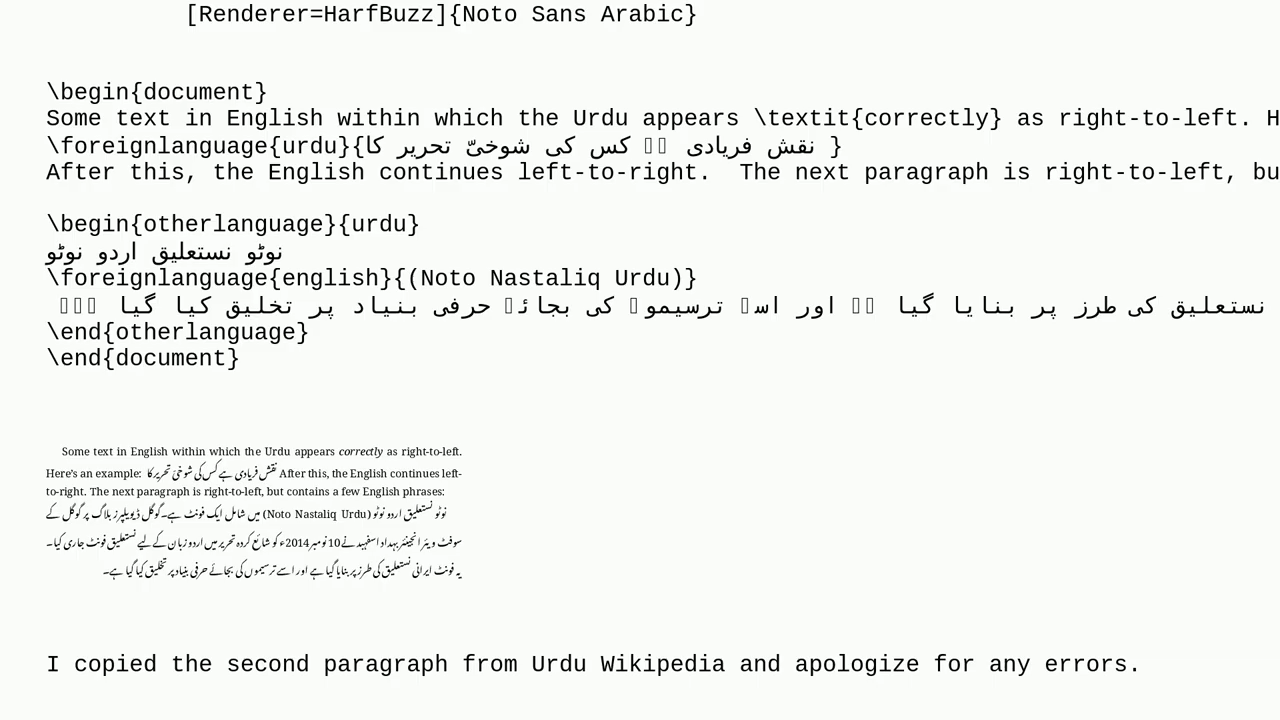 [Renderer=HarfBuzz]{Noto Sans Arabic}
\begin{document}
Some text in English within which the Urdu appears \textit{correctly} as right-to-left. H
\foreignlanguage{urdu}{نقش فریادی کس کی شوخیّ تحریر کا }
After this, the English continues left-to-right.  The next paragraph is right-to-left, bu
\begin{otherlanguage}{urdu}
نوٹو نستعلیق اردو نوٹو
\foreignlanguage{english}{(Noto Nastaliq Urdu)}
نستعلیق کی طرز پر بنایا گیا اور کی حرفی بنیاد پر تخلیق کیا گیا
\end{otherlanguage}
\end{document}
Some text in English within which the Urdu appears correctly as right-to-left.
Here's an example: نقش فریادی ہے کس کی شوخیٔ تحریر کا After this, the English continues left-
to-right. The next paragraph is right-to-left, but contains a few English phrases:
نوٹو نستعلیق اردو نوٹو (Noto Nastaliq Urdu) میں شامل ایک فونٹ ہے۔ گوگل ڈیویلپرز بلاگ پر گوگل کے
سوفٹ ویئر انجینئر بہداد اسفہبد نے 10 نومبر 2014ء کو شائع کردہ تحریر میں اردو زبان کے لیے نستعلیق فونٹ جاری کیا۔
یہ فونٹ ایرانی نستعلیق کی طرز پر بنایا گیا ہے اور اسے ترسیموں کی بجائے حرفی بنیاد پر تخلیق کیا گیا ہے۔
I copied the second paragraph from Urdu Wikipedia and apologize for any errors.